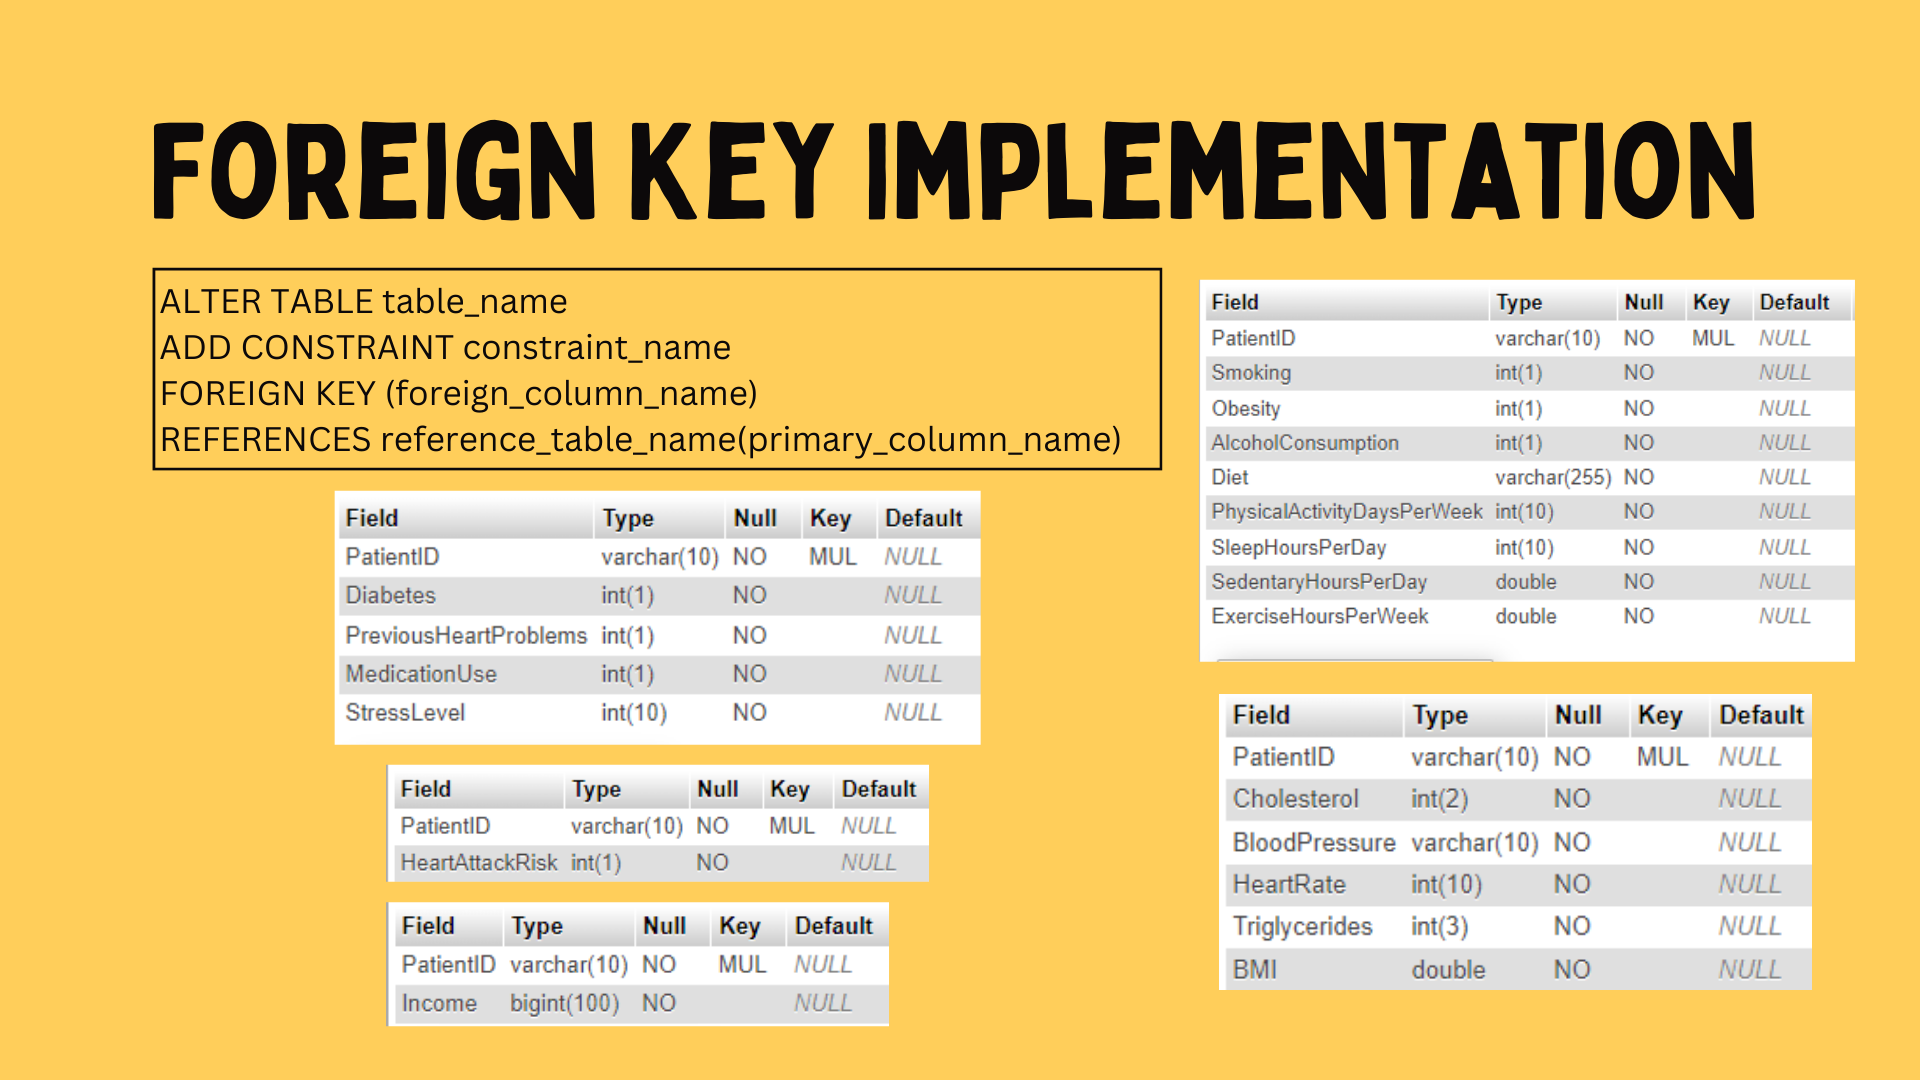 FOREIGN KEY IMPLEMENTATION
ALTER TABLE table_name
ADD CONSTRAINT constraint_name
FOREIGN KEY (foreign_column_name)
REFERENCES reference_table_name(primary_column_name)
Field Type Null Key Default
PatientID varchar(10) NO MUL NULL
Diabetes int(1) NO NULL
PreviousHeartProblems int(1) NO NULL
MedicationUse int(1) NO NULL
StressLevel int(10) NO NULL
Field Type Null Key Default
PatientID varchar(10) NO MUL NULL
HeartAttackRisk int(1) NO NULL
Field Type Null Key Default
PatientID varchar(10) NO MUL NULL
Income bigint(100) NO NULL
Field Type Null Key Default
PatientID varchar(10) NO MUL NULL
Smoking int(1) NO NULL
Obesity int(1) NO NULL
AlcoholConsumption int(1) NO NULL
Diet varchar(255) NO NULL
PhysicalActivityDaysPerWeek int(10) NO NULL
SleepHoursPerDay int(10) NO NULL
SedentaryHoursPerDay double NO NULL
ExerciseHoursPerWeek double NO NULL
Field Type Null Key Default
PatientID varchar(10) NO MUL NULL
Cholesterol int(2) NO NULL
BloodPressure varchar(10) NO NULL
HeartRate int(10) NO NULL
Triglycerides int(3) NO NULL
BMI double NO NULL